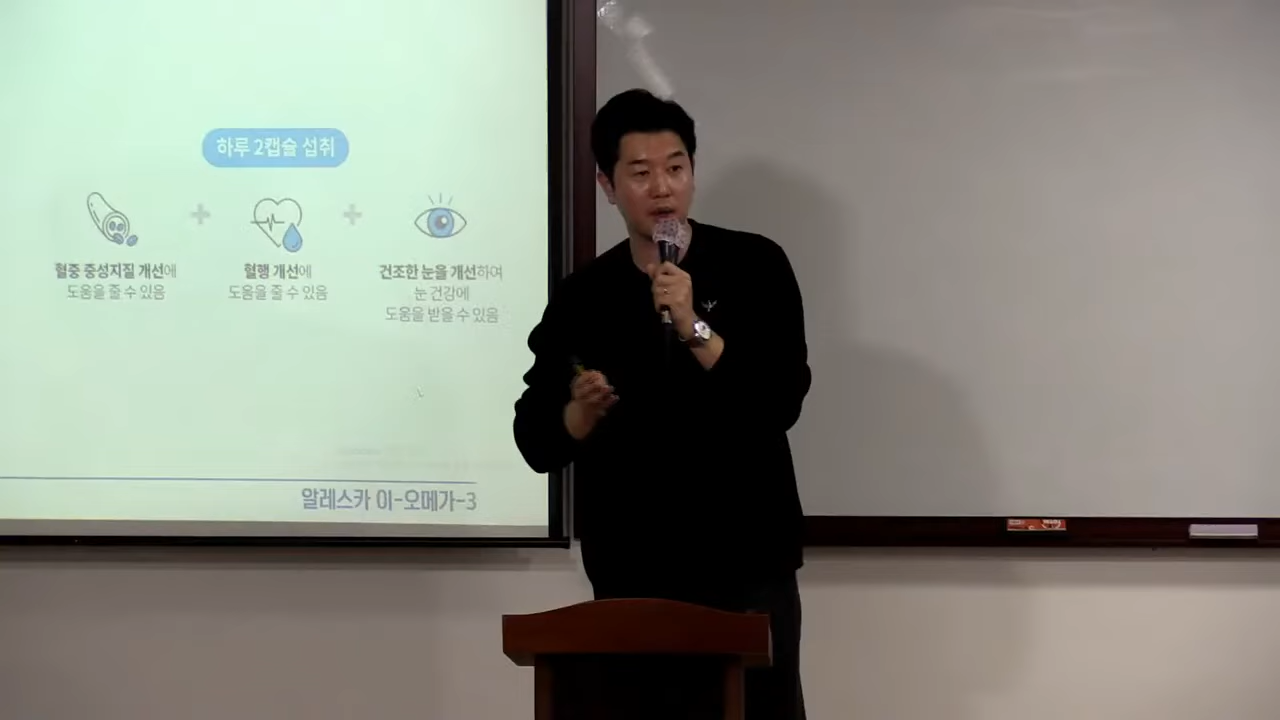 하루 2캡슐 섭취
혈중 중성지질 개선에
도움을 줄 수 있음
혈행 개선에
도움을 줄 수 있음
건조한 눈을 개선하여
눈 건강에
도움을 받을 수 있음
알레스카 이-오메가-3